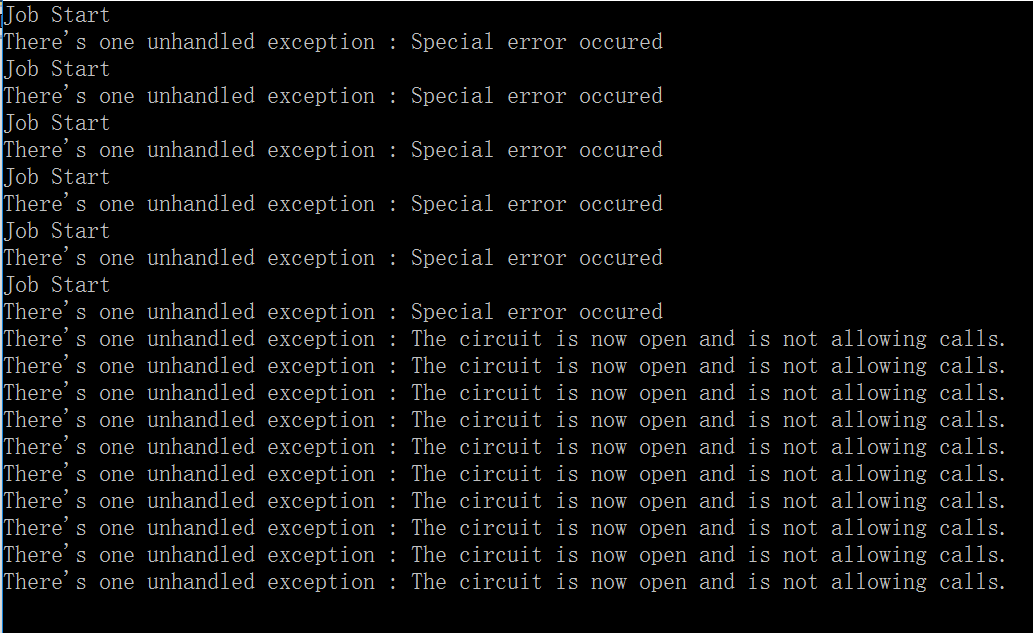 Job Start
There's one unhandled exception : Special error occured
Job Start
There's one unhandled exception : Special error occured
Job Start
There's one unhandled exception : Special error occured
Job Start
There's one unhandled exception : Special error occured
Job Start
There's one unhandled exception : Special error occured
Job Start
There's one unhandled exception : Special error occured
There's one unhandled exception : The circuit is now open and is not allowing calls.
There's one unhandled exception : The circuit is now open and is not allowing calls.
There's one unhandled exception : The circuit is now open and is not allowing calls.
There's one unhandled exception : The circuit is now open and is not allowing calls.
There's one unhandled exception : The circuit is now open and is not allowing calls.
There's one unhandled exception : The circuit is now open and is not allowing calls.
There's one unhandled exception : The circuit is now open and is not allowing calls.
There's one unhandled exception : The circuit is now open and is not allowing calls.
There's one unhandled exception : The circuit is now open and is not allowing calls.
There's one unhandled exception : The circuit is now open and is not allowing calls.